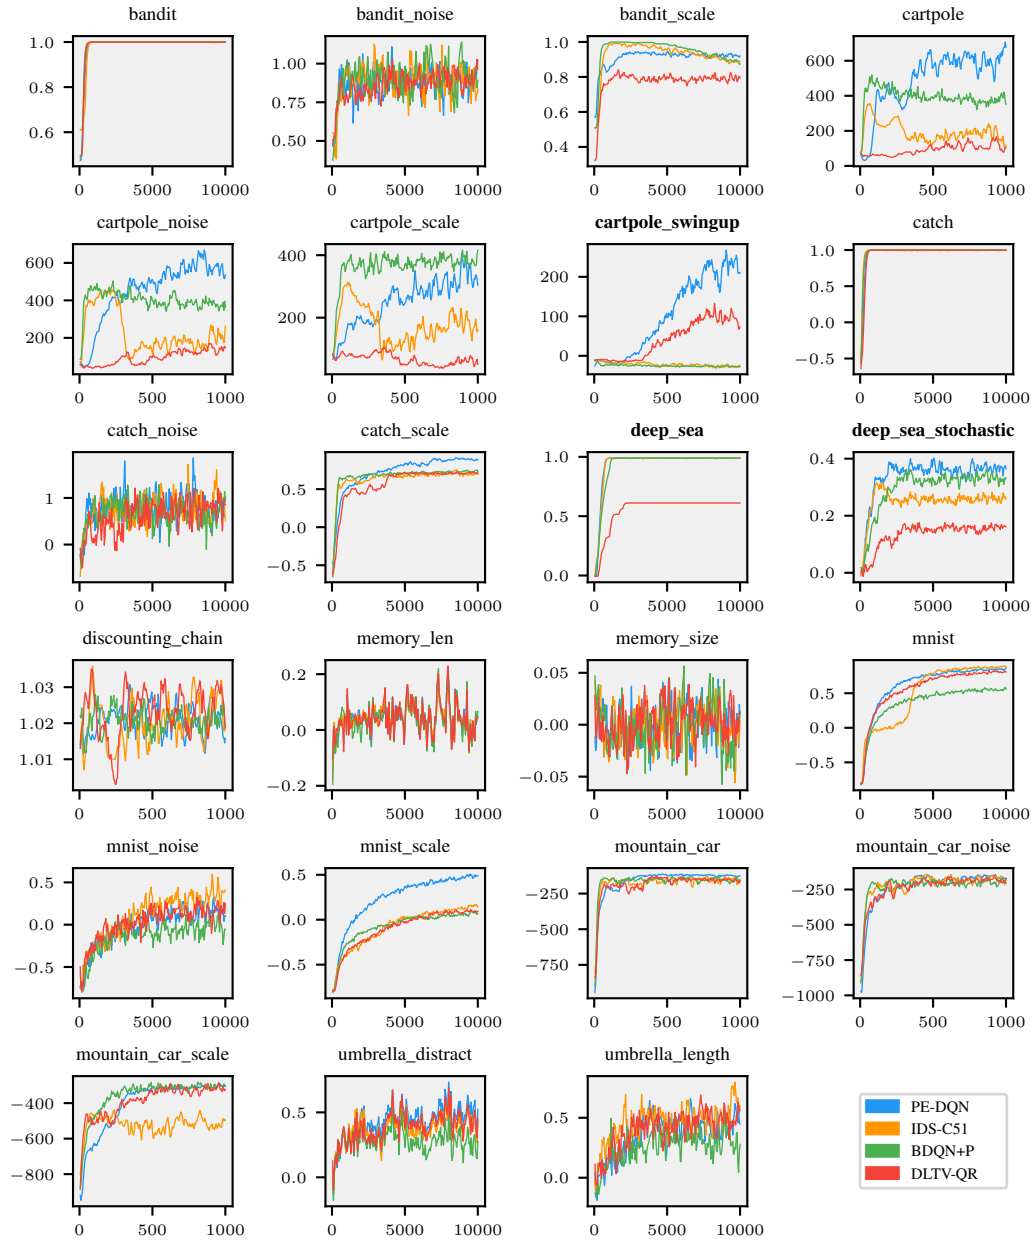 bandit
bandit_noise
bandit_scale
cartpole
1.0
0.8
0.6
0 5000 10000
1.00
0.75
0.50
0 5000 10000
1.0
0.8
0.6
0.4
0 5000 10000
600
400
200
0
0 500 1000
cartpole_noise
cartpole_scale
cartpole_swingup
catch
600
400
200
0 500 1000
400
200
0 500 1000
200
100
0
0 500 1000
1.0
0.5
0.0
−0.5
0 5000 10000
catch_noise
catch_scale
deep_sea
deep_sea_stochastic
1
0
0 5000 10000
0.5
0.0
−0.5
0 5000 10000
1.0
0.5
0.0
0 5000 10000
0.4
0.2
0.0
0 5000 10000
discounting_chain
memory_len
memory_size
mnist
1.03
1.02
1.01
0 500 1000
0.2
0.0
−0.2
0 5000 10000
0.05
0.00
−0.05
0 5000 10000
0.5
0.0
−0.5
0 5000 10000
mnist_noise
mnist_scale
mountain_car
mountain_car_noise
0.5
0.0
−0.5
0 5000 10000
0.5
0.0
−0.5
0 5000 10000
−250
−500
−750
0 500 1000
−250
−500
−750
−1000
0 500 1000
mountain_car_scale
umbrella_distract
umbrella_length
−400
−600
−800
0 500 1000
0.5
0.0
0 5000 10000
0.5
0.0
0 5000 10000
PE-DQN
IDS-C51
BDQN+P
DLTV-QR